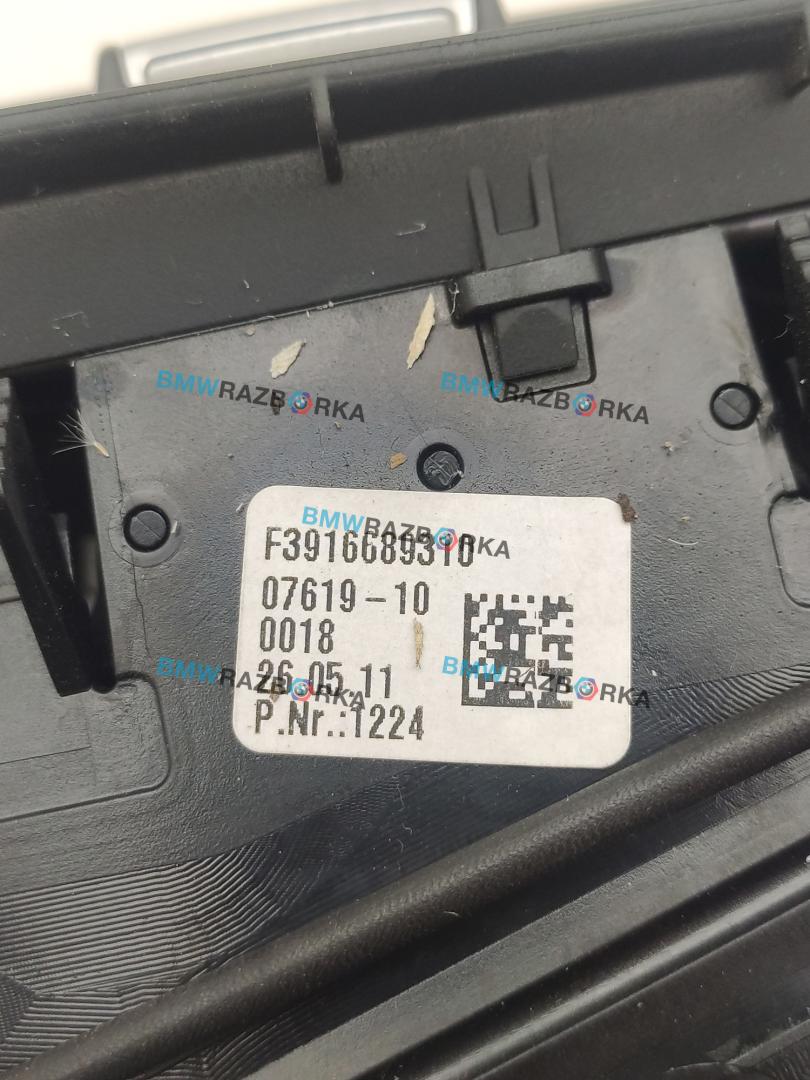 BMWRAZBORKA
BMWRAZBORKA
BMWRAZBORKA
F3916689310
07619-10
0018
26.05.11
P.Nr.:1224
BMWRAZBORKA
BMWRAZBORKA